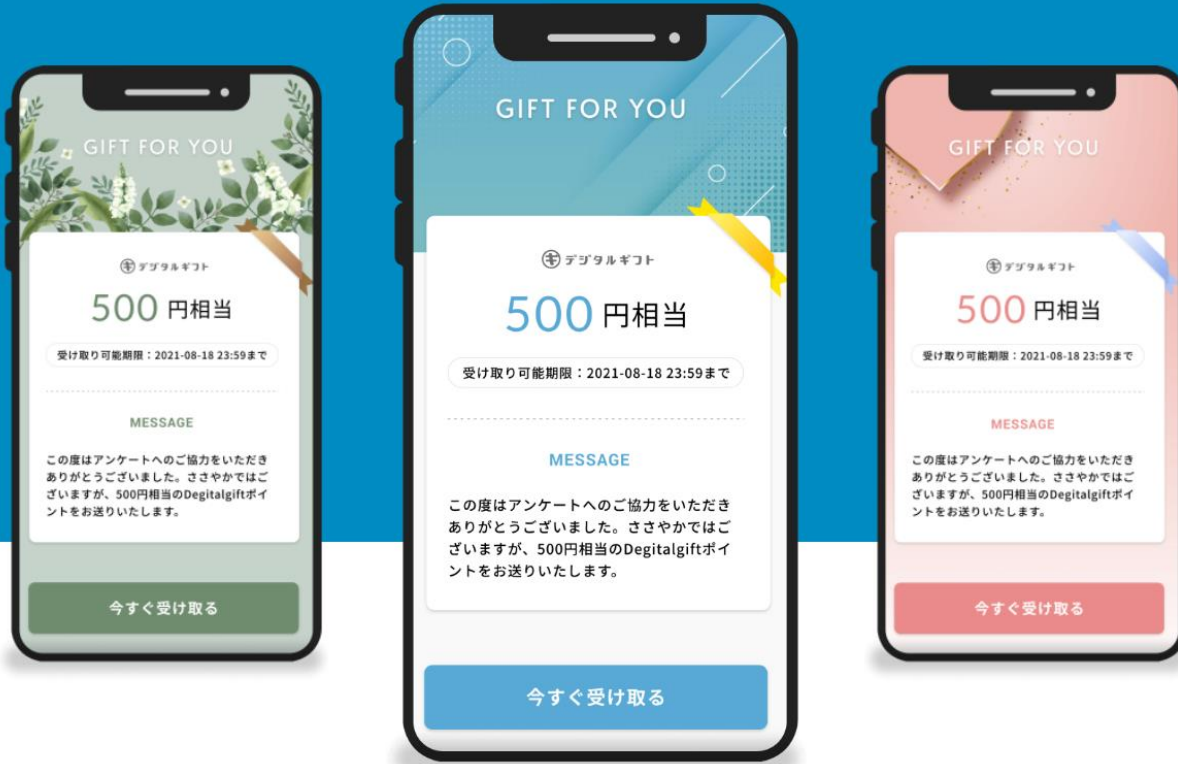 GIFT FOR YOU
デジタルギフト
500 円相当
受け取り可能期限：2021-08-18 23:59まで
MESSAGE
この度はアンケートへのご協力をいただき
ありがとうございました。ささやかではご
ざいますが、500円相当のDegitalgiftポイ
ントをお送りいたします。
今すぐ受け取る
GIFT FOR YOU
デジタルギフト
500 円相当
受け取り可能期限：2021-08-18 23:59まで
MESSAGE
この度はアンケートへのご協力をいただき
ありがとうございました。ささやかではご
ざいますが、500円相当のDegitalgiftポイ
ントをお送りいたします。
今すぐ受け取る
GIFT FOR YOU
デジタルギフト
500 円相当
受け取り可能期限：2021-08-18 23:59まで
MESSAGE
この度はアンケートへのご協力をいただき
ありがとうございました。ささやかではご
ざいますが、500円相当のDegitalgiftポイ
ントをお送りいたします。
今すぐ受け取る